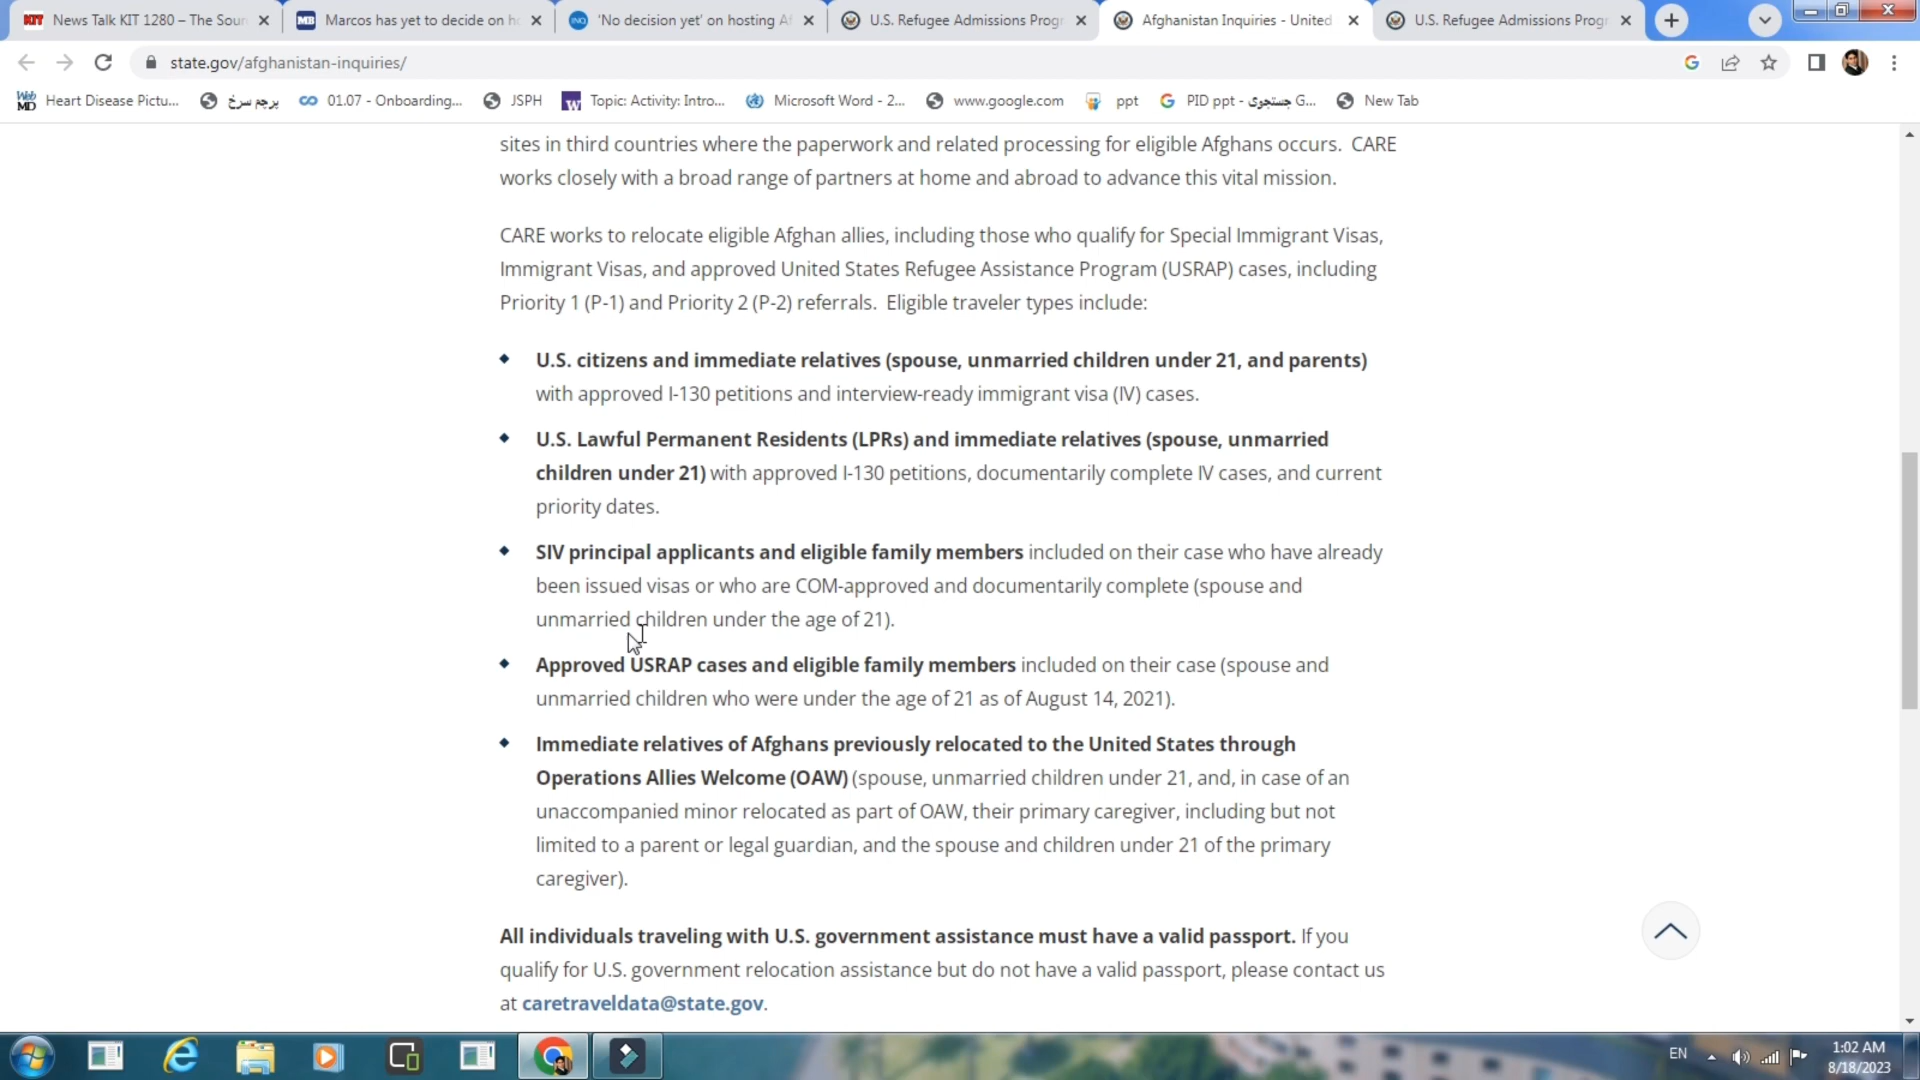 News Talk KIT 1280 – The Soun
Marcos has yet to decide on ho
'No decision yet' on hosting Af
U.S. Refugee Admissions Progr
Afghanistan Inquiries - United
U.S. Refugee Admissions Progr
state.gov/afghanistan-inquiries/
Heart Disease Pictu...
پرچم سرخ
01.07 - Onboarding...
JSPH
Topic: Activity: Intro...
Microsoft Word - 2...
www.google.com
ppt
PID ppt - جستجوی G...
New Tab
sites in third countries where the paperwork and related processing for eligible Afghans occurs. CARE
works closely with a broad range of partners at home and abroad to advance this vital mission.
CARE works to relocate eligible Afghan allies, including those who qualify for Special Immigrant Visas,
Immigrant Visas, and approved United States Refugee Assistance Program (USRAP) cases, including
Priority 1 (P-1) and Priority 2 (P-2) referrals. Eligible traveler types include:
U.S. citizens and immediate relatives (spouse, unmarried children under 21, and parents)
with approved I-130 petitions and interview-ready immigrant visa (IV) cases.
U.S. Lawful Permanent Residents (LPRs) and immediate relatives (spouse, unmarried
children under 21) with approved I-130 petitions, documentarily complete IV cases, and current
priority dates.
SIV principal applicants and eligible family members included on their case who have already
been issued visas or who are COM-approved and documentarily complete (spouse and
unmarried children under the age of 21).
Approved USRAP cases and eligible family members included on their case (spouse and
unmarried children who were under the age of 21 as of August 14, 2021).
Immediate relatives of Afghans previously relocated to the United States through
Operations Allies Welcome (OAW) (spouse, unmarried children under 21, and, in case of an
unaccompanied minor relocated as part of OAW, their primary caregiver, including but not
limited to a parent or legal guardian, and the spouse and children under 21 of the primary
caregiver).
All individuals traveling with U.S. government assistance must have a valid passport. If you
qualify for U.S. government relocation assistance but do not have a valid passport, please contact us
at caretraveldata@state.gov.
EN
1:02 AM
8/18/2023